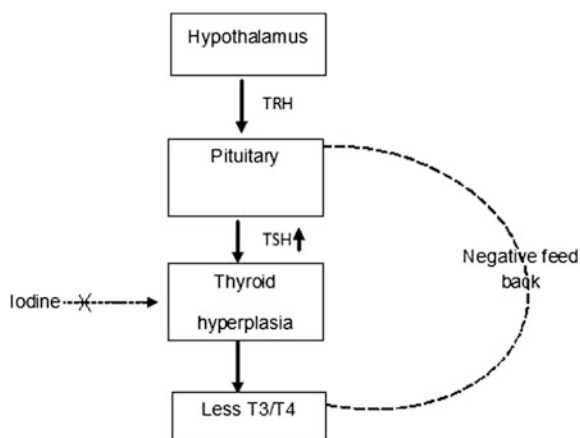 Hypothalamus
TRH
Pituitary
TSH
Negative feed
back
Thyroid
Iodine
hyperplasia
Less T3/T4